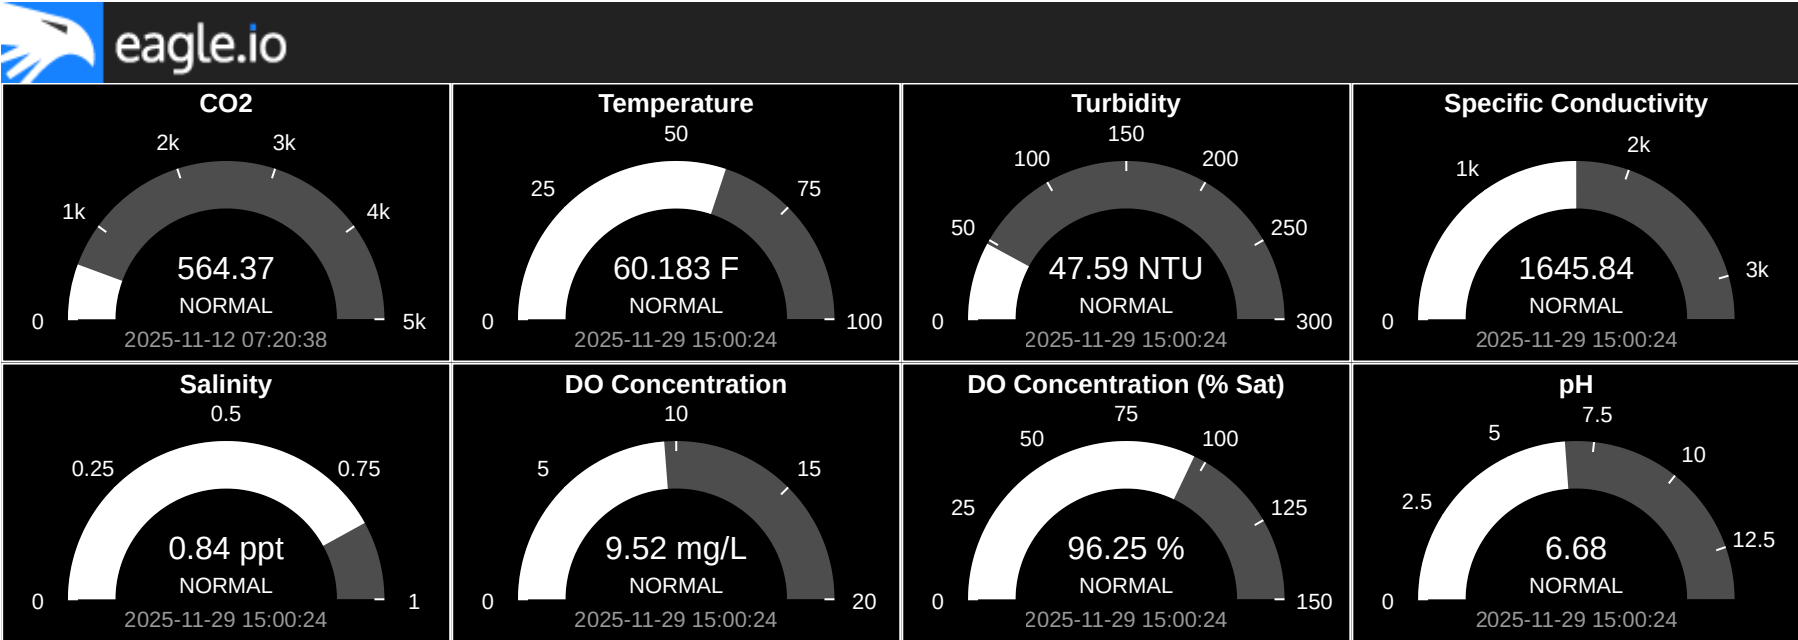 eagle.io
CO2
2k
3k
1k
4k
564.37
NORMAL
0
5k
2025-11-12 07:20:38
Temperature
50
25
75
60.183 F
NORMAL
0
100
2025-11-29 15:00:24
Turbidity
150
100
200
50
250
47.59 NTU
NORMAL
0
300
2025-11-29 15:00:24
Specific Conductivity
2k
1k
3k
1645.84
NORMAL
0
2025-11-29 15:00:24
Salinity
0.5
0.25
0.75
0.84 ppt
NORMAL
0
1
2025-11-29 15:00:24
DO Concentration
10
5
15
9.52 mg/L
NORMAL
0
20
2025-11-29 15:00:24
DO Concentration (% Sat)
75
50
100
25
125
96.25 %
NORMAL
0
150
2025-11-29 15:00:24
pH
7.5
5
10
2.5
12.5
6.68
NORMAL
0
2025-11-29 15:00:24